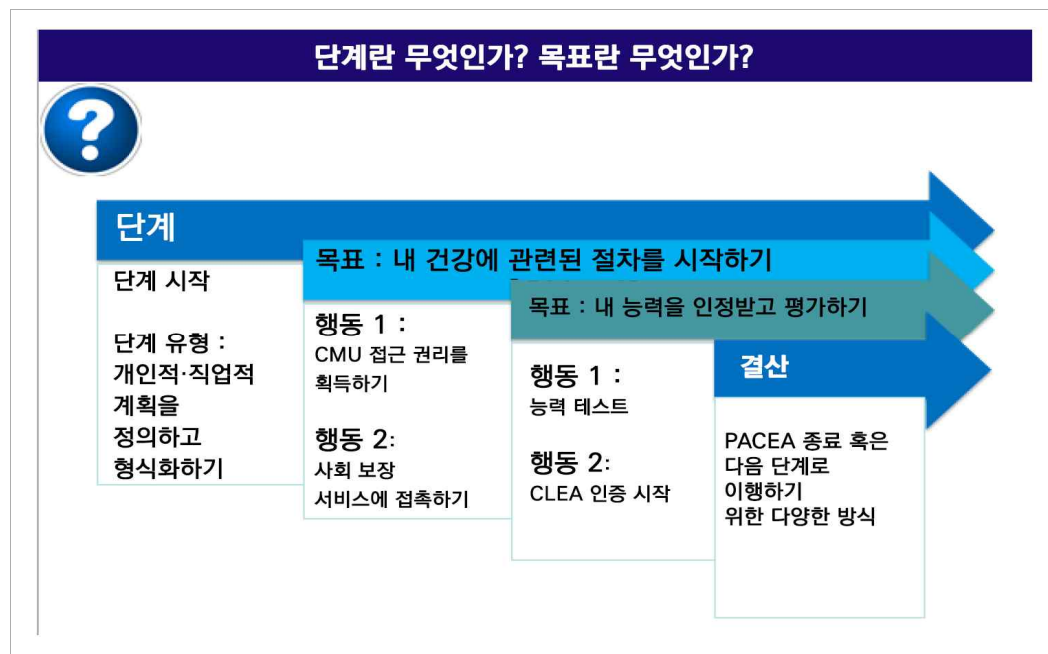 단계란 무엇인가? 목표란 무엇인가?
?
단계
단계 시작
단계 유형 :
개인적·직업적
계획을
정의하고
형식화하기
목표 : 내 건강에 관련된 절차를 시작하기
행동 1 :
CMU 접근 권리를
획득하기
행동 2:
사회 보장
서비스에 접촉하기
목표 : 내 능력을 인정받고 평가하기
행동 1 :
능력 테스트
행동 2:
CLEA 인증 시작
결산
PACEA 종료 혹은
다음 단계로
이행하기
위한 다양한 방식